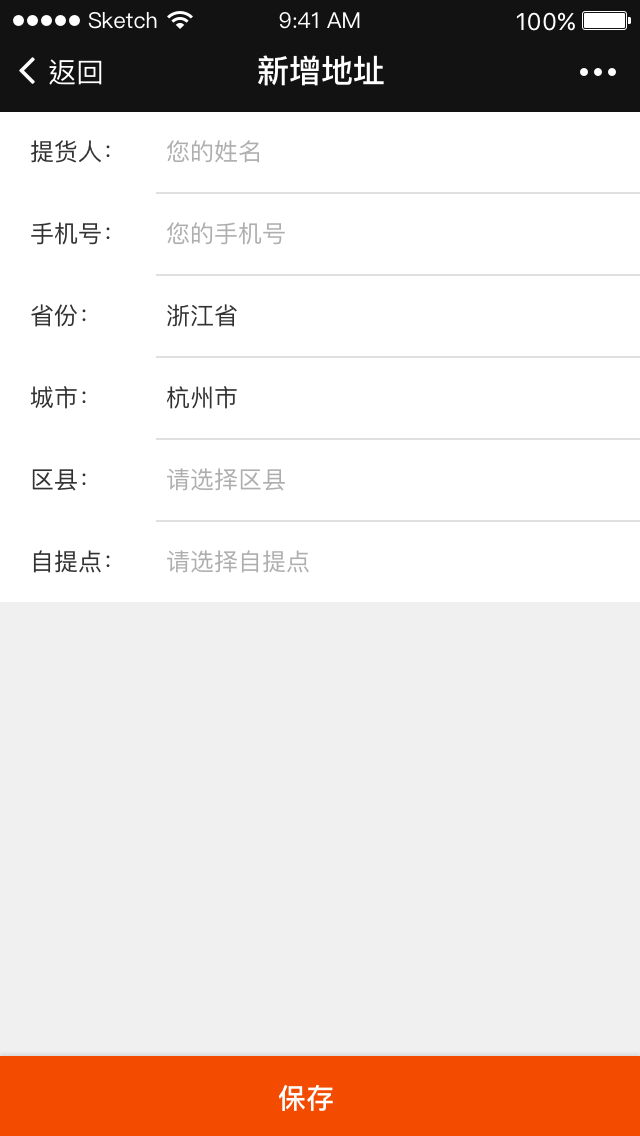 Sketch 9:41 AM 100%
返回 新增地址
提货人： 您的姓名
手机号： 您的手机号
省份： 浙江省
城市： 杭州市
区县： 请选择区县
自提点： 请选择自提点
保存